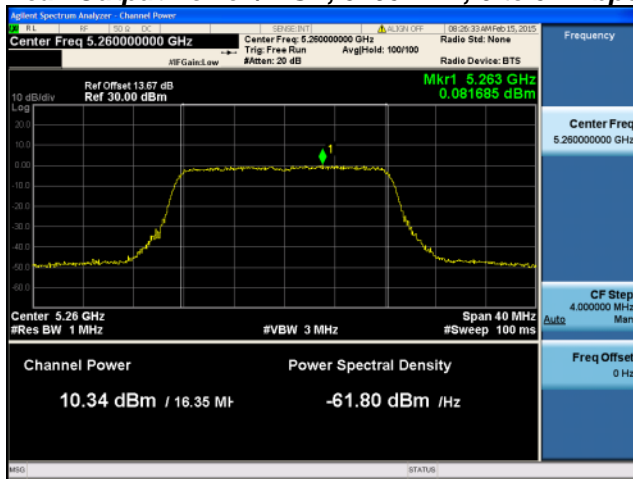 Agilent Spectrum Analyzer - Channel Power
RL RF 50 Ω DC SENSE:INT ALIGN OFF 08:26:33 AM Feb 15, 2015
Center Freq 5.260000000 GHz
Center Freq: 5.260000000 GHz
Radio Std: None
Trig: Free Run Avg|Hold: 100/100
#IFGain:Low #Atten: 20 dB Radio Device: BTS
Frequency
Ref Offset 13.67 dB
Mkr1 5.263 GHz
10 dB/div Ref 30.00 dBm 0.081685 dBm
Log
20.0
10.0
0.00
-10.0
-20.0
-30.0
-40.0
-50.0
-60.0
1
Center 5.26 GHz Span 40 MHz
#Res BW 1 MHz #VBW 3 MHz #Sweep 100 ms
Center Freq
5.260000000 GHz
CF Step
4.000000 MHz
Auto Man
Freq Offset
0 Hz
Channel Power Power Spectral Density
10.34 dBm / 16.35 MH -61.80 dBm /Hz
MSG STATUS